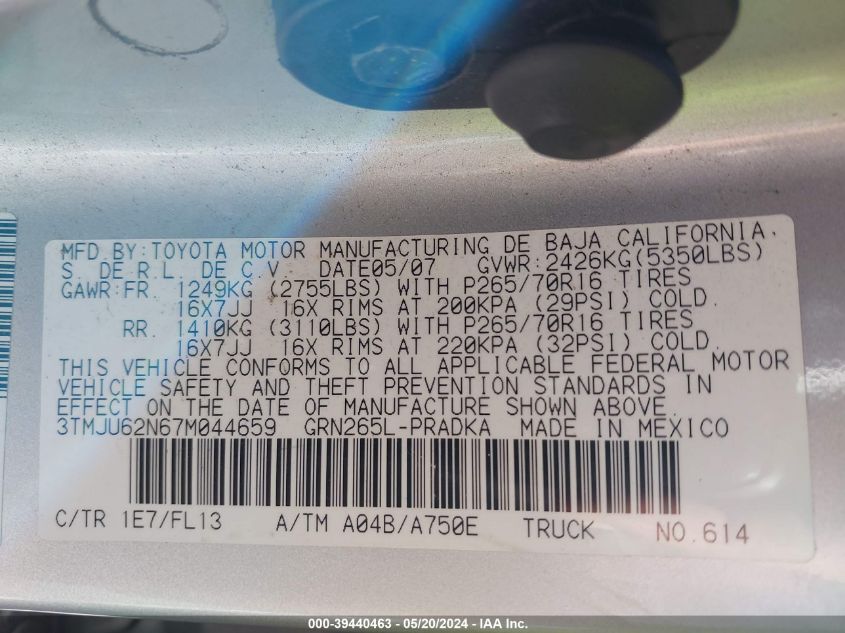 MFD BY:TOYOTA MOTOR MANUFACTURING DE BAJA CALIFORNIA.
S. DE R.L. DE C.V. DATE05/07 GVWR:2426KG(5350LBS)
GAWR:FR. 1249KG (2755LBS) WITH P265/70R16 TIRES
16X7JJ 16X RIMS AT 200KPA (29PSI) COLD.
RR. 1410KG (3110LBS) WITH P265/70R16 TIRES
16X7JJ 16X RIMS AT 220KPA (32PSI) COLD.
THIS VEHICLE CONFORMS TO ALL APPLICABLE FEDERAL MOTOR
VEHICLE SAFETY AND THEFT PREVENTION STANDARDS IN
EFFECT ON THE DATE OF MANUFACTURE SHOWN ABOVE.
3TMJU62N67M044659 GRN265L-PRADKA MADE IN MEXICO
C/TR 1E7/FL13 A/TM A04B/A750E TRUCK NO.614
000-39440463 - 05/20/2024 - IAA Inc.